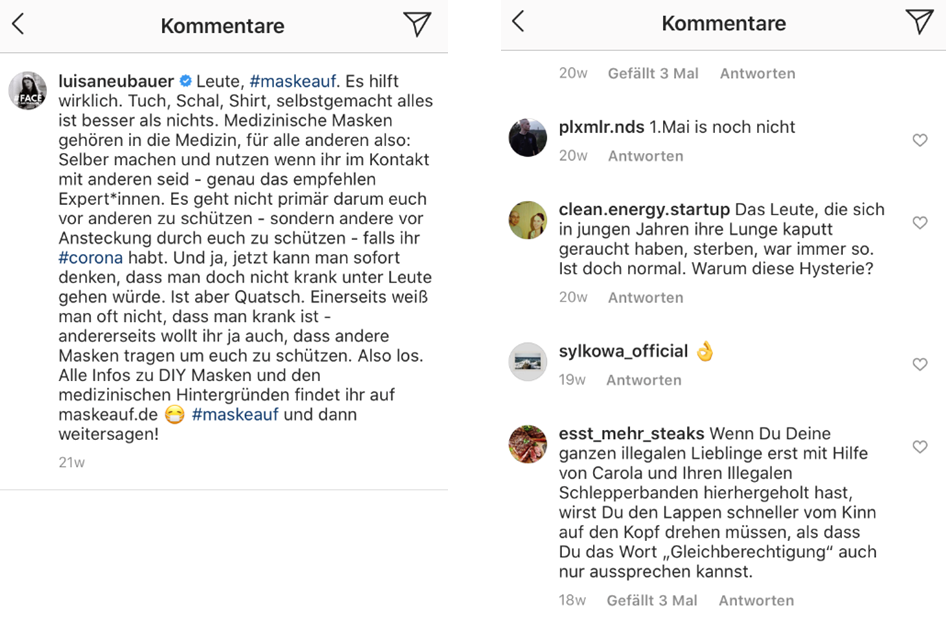 Kommentare
luisaneubauer Leute, #maskeauf. Es hilft
wirklich. Tuch, Schal, Shirt, selbstgemacht alles
ist besser als nichts. Medizinische Masken
gehören in die Medizin, für alle anderen also:
Selber machen und nutzen wenn ihr im Kontakt
mit anderen seid - genau das empfehlen
Expert*innen. Es geht nicht primär darum euch
vor anderen zu schützen - sondern andere vor
Ansteckung durch euch zu schützen - falls ihr
#corona habt. Und ja, jetzt kann man sofort
denken, dass man doch nicht krank unter Leute
gehen würde. Ist aber Quatsch. Einerseits weiß
man oft nicht, dass man krank ist -
andererseits wollt ihr ja auch, dass andere
Masken tragen um euch zu schützen. Also los.
Alle Infos zu DIY Masken und den
medizinischen Hintergründen findet ihr auf
maskeauf.de 😷 #maskeauf und dann
weitersagen!
21w
#FACE
Kommentare
20w Gefällt 3 Mal Antworten
plxmlr.nds 1.Mai is noch nicht
20w Antworten
clean.energy.startup Das Leute, die sich
in jungen Jahren ihre Lunge kaputt
geraucht haben, sterben, war immer so.
Ist doch normal. Warum diese Hysterie?
20w Antworten
sylkowa_official 👌
19w Antworten
esst_mehr_steaks Wenn Du Deine
ganzen illegalen Lieblinge erst mit Hilfe
von Carola und Ihren Illegalen
Schlepperbanden hierhergeholt hast,
wirst Du den Lappen schneller vom Kinn
auf den Kopf drehen müssen, als dass
Du das Wort „Gleichberechtigung“ auch
nur aussprechen kannst.
18w Gefällt 3 Mal Antworten